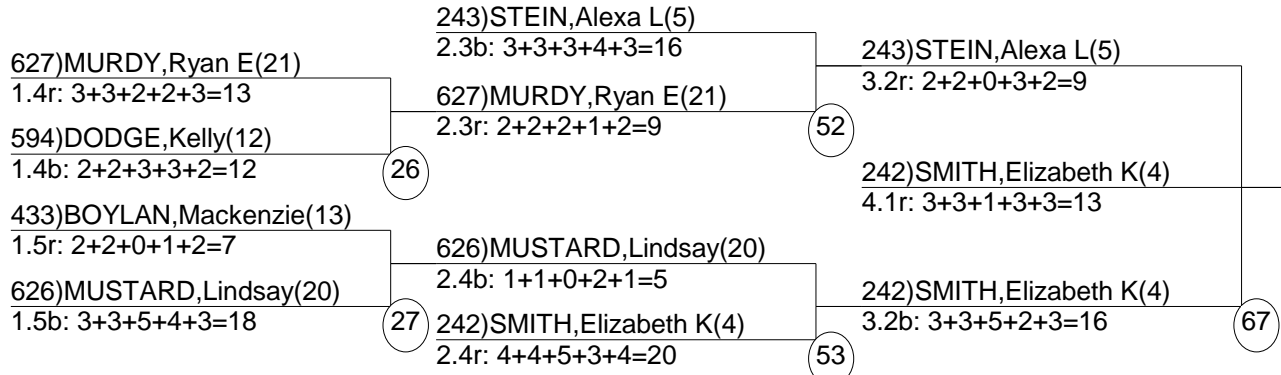 627)MURDY,Ryan E(21)
1.4r: 3+3+2+2+3=13
594)DODGE,Kelly(12)
1.4b: 2+2+3+3+2=12
26
433)BOYLAN,Mackenzie(13)
1.5r: 2+2+0+1+2=7
626)MUSTARD,Lindsay(20)
1.5b: 3+3+5+4+3=18
27
243)STEIN,Alexa L(5)
2.3b: 3+3+3+4+3=16
627)MURDY,Ryan E(21)
2.3r: 2+2+2+1+2=9
52
626)MUSTARD,Lindsay(20)
2.4b: 1+1+0+2+1=5
242)SMITH,Elizabeth K(4)
2.4r: 4+4+5+3+4=20
53
243)STEIN,Alexa L(5)
3.2r: 2+2+0+3+2=9
242)SMITH,Elizabeth K(4)
4.1r: 3+3+1+3+3=13
242)SMITH,Elizabeth K(4)
3.2b: 3+3+5+2+3=16
67